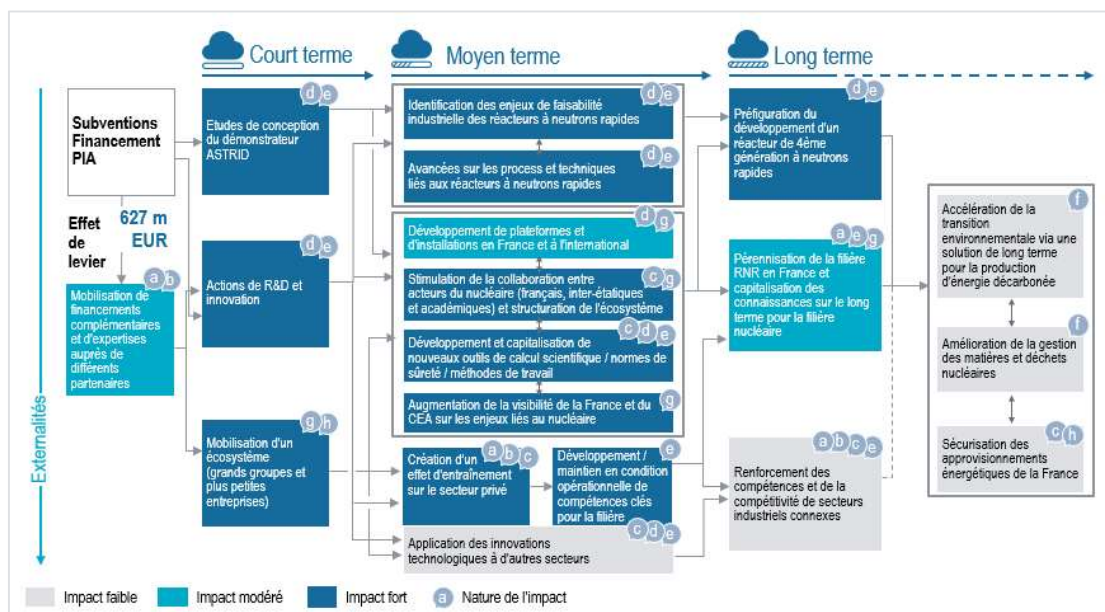 Court terme
Moyen terme
Long terme
Subventions
Financement
PIA
Effet de
levier
627 m
EUR
a b
Mobilisation de
financements
complémentaires
et d'expertises
auprès de
différents
partenaires
Externalités
d e
Etudes de conception
du démonstrateur
ASTRID
d e
Actions de R&D et
innovation
g h
Mobilisation d'un
écosystème
(grands groupes et
plus petites
entreprises)
d e
Identification des enjeux de faisabilité
industrielle des réacteurs à neutrons rapides
d e
Avancées sur les process et techniques
liés aux réacteurs à neutrons rapides
d g
Développement de plateformes et
d'installations en France et à l'international
c g
Stimulation de la collaboration entre
acteurs du nucléaire (français, inter-étatiques
et académiques) et structuration de l'écosystème
c d e
Développement et capitalisation de
nouveaux outils de calcul scientifique / normes de
sûreté / méthodes de travail
g
Augmentation de la visibilité de la France et du
CEA sur les enjeux liés au nucléaire
a b c
Création d'un
effet d'entraînement
sur le secteur privé
e
Développement /
maintien en condition
opérationnelle de
compétences clés
pour la filière
c d e
Application des innovations
technologiques à d'autres secteurs
d e
Préfiguration du
développement d'un
réacteur de 4ème
génération à neutrons
rapides
a e g
Pérennisation de la filière
RNR en France et
capitalisation des
connaissances sur le long
terme pour la filière
nucléaire
a b c e
Renforcement des
compétences et de la
compétitivité de secteurs
industriels connexes
f
Accélération de la
transition
environnementale via une
solution de long terme
pour la production
d'énergie décarbonée
f
Amélioration de la gestion
des matières et déchets
nucléaires
c h
Sécurisation des
approvisionnements
énergétiques de la France
Impact faible
Impact modéré
Impact fort
a Nature de l'impact